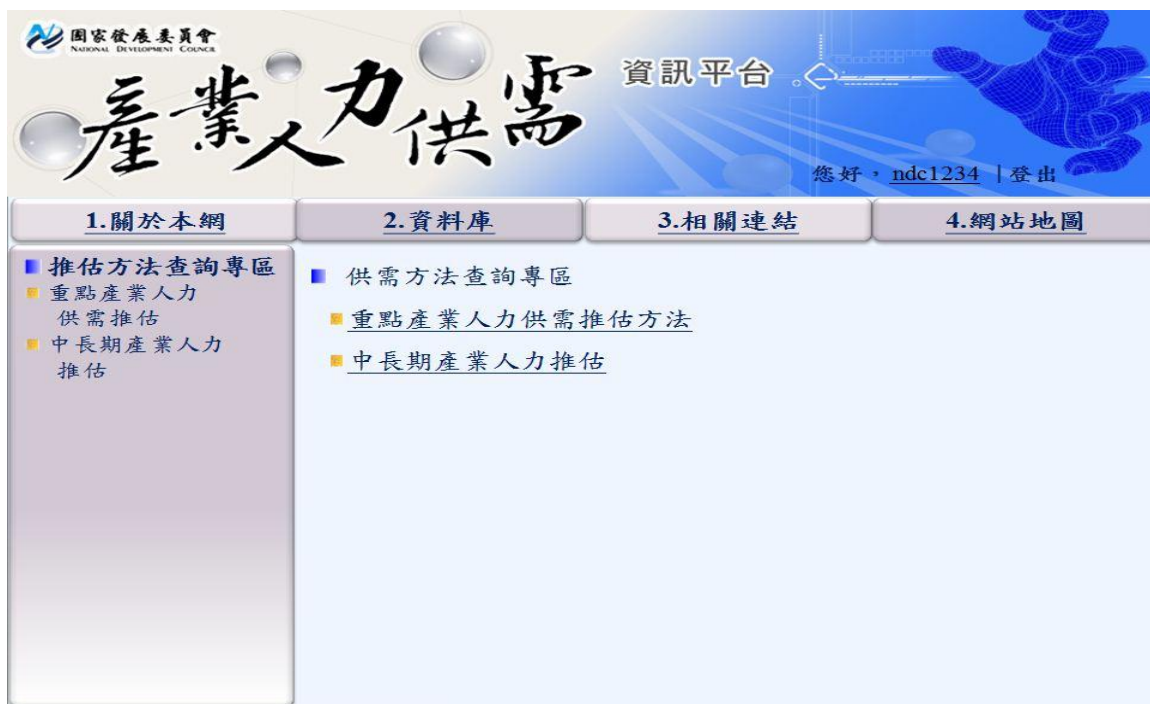 國家發展委員會
NATIONAL DEVELOPMENT COUNCIL
產業人力供需 資訊平台
您好，ndc1234 | 登出
1.關於本網 2.資料庫 3.相關連結 4.網站地圖
推估方法查詢專區
重點產業人力
供需推估
中長期產業人力
推估
供需方法查詢專區
重點產業人力供需推估方法
中長期產業人力推估